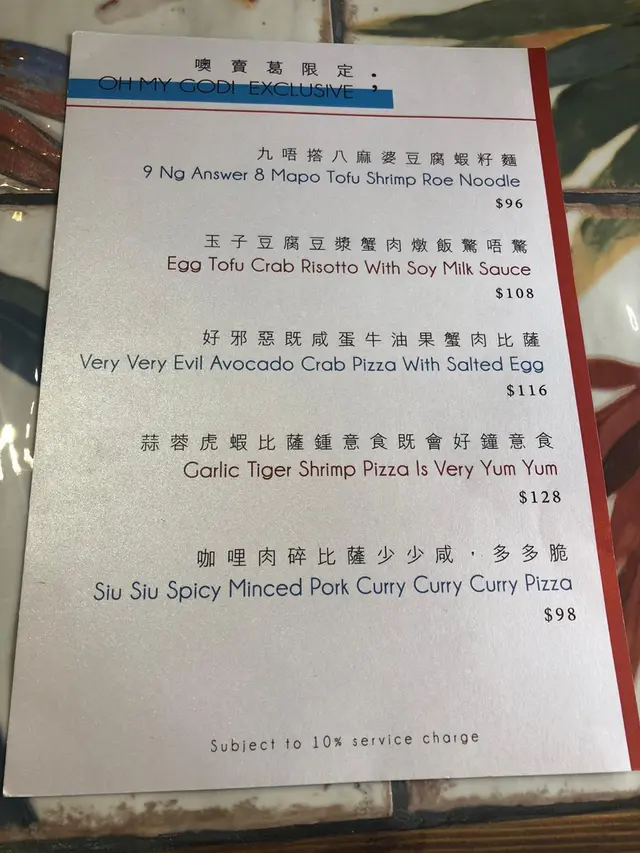 噢賣葛限定；
OH MY GOD! EXCLUSIVE
九唔搭八麻婆豆腐蝦籽麵
9 Ng Answer 8 Mapo Tofu Shrimp Roe Noodle
$96
玉子豆腐豆漿蟹肉燉飯驚唔驚
Egg Tofu Crab Risotto With Soy Milk Sauce
$108
好邪惡既咸蛋牛油果蟹肉比薩
Very Very Evil Avocado Crab Pizza With Salted Egg
$116
蒜蓉虎蝦比薩鍾意食既會好鐘意食
Garlic Tiger Shrimp Pizza Is Very Yum Yum
$128
咖哩肉碎比薩少少咸，多多脆
Siu Siu Spicy Minced Pork Curry Curry Curry Pizza
$98
Subject to 10% service charge